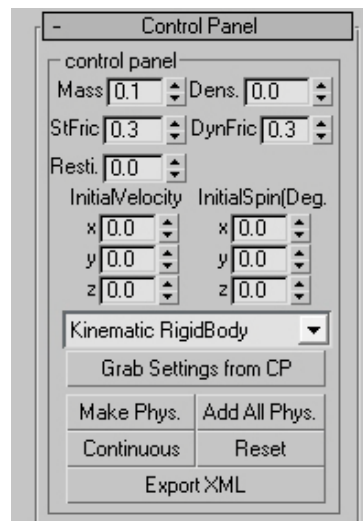 - Control Panel
control panel
Mass 0.1 Dens. 0.0
StFric 0.3 DynFric 0.3
Resti. 0.0
InitialVelocity InitialSpin(Deg.
x 0.0 x 0.0
y 0.0 y 0.0
z 0.0 z 0.0
Kinematic RigidBody
Grab Settings from CP
Make Phys. Add All Phys.
Continuous Reset
Export XML